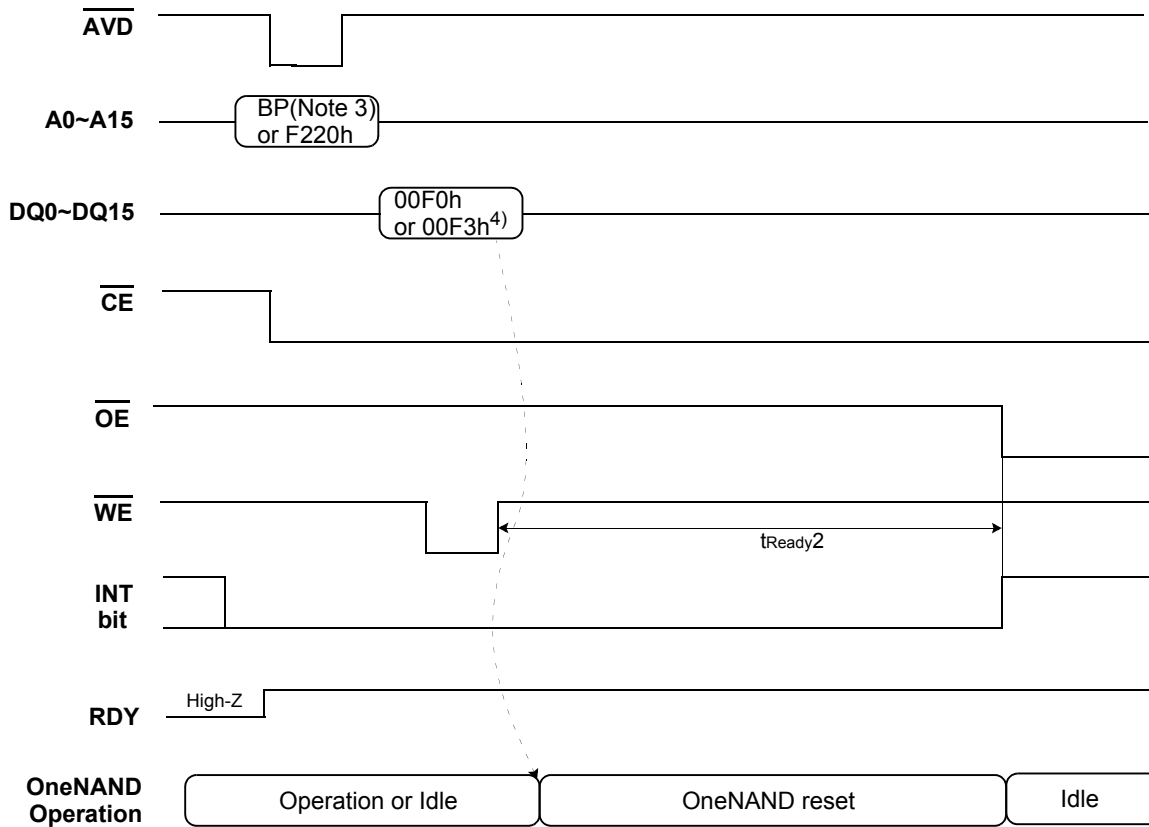 AVD
A0~A15
BP(Note 3)
or F220h
DQ0~DQ15
00F0h
or 00F3h4)
CE
OE
WE
tReady2
INT
bit
High-Z
RDY
OneNAND
Operation
Operation or Idle
OneNAND reset
Idle